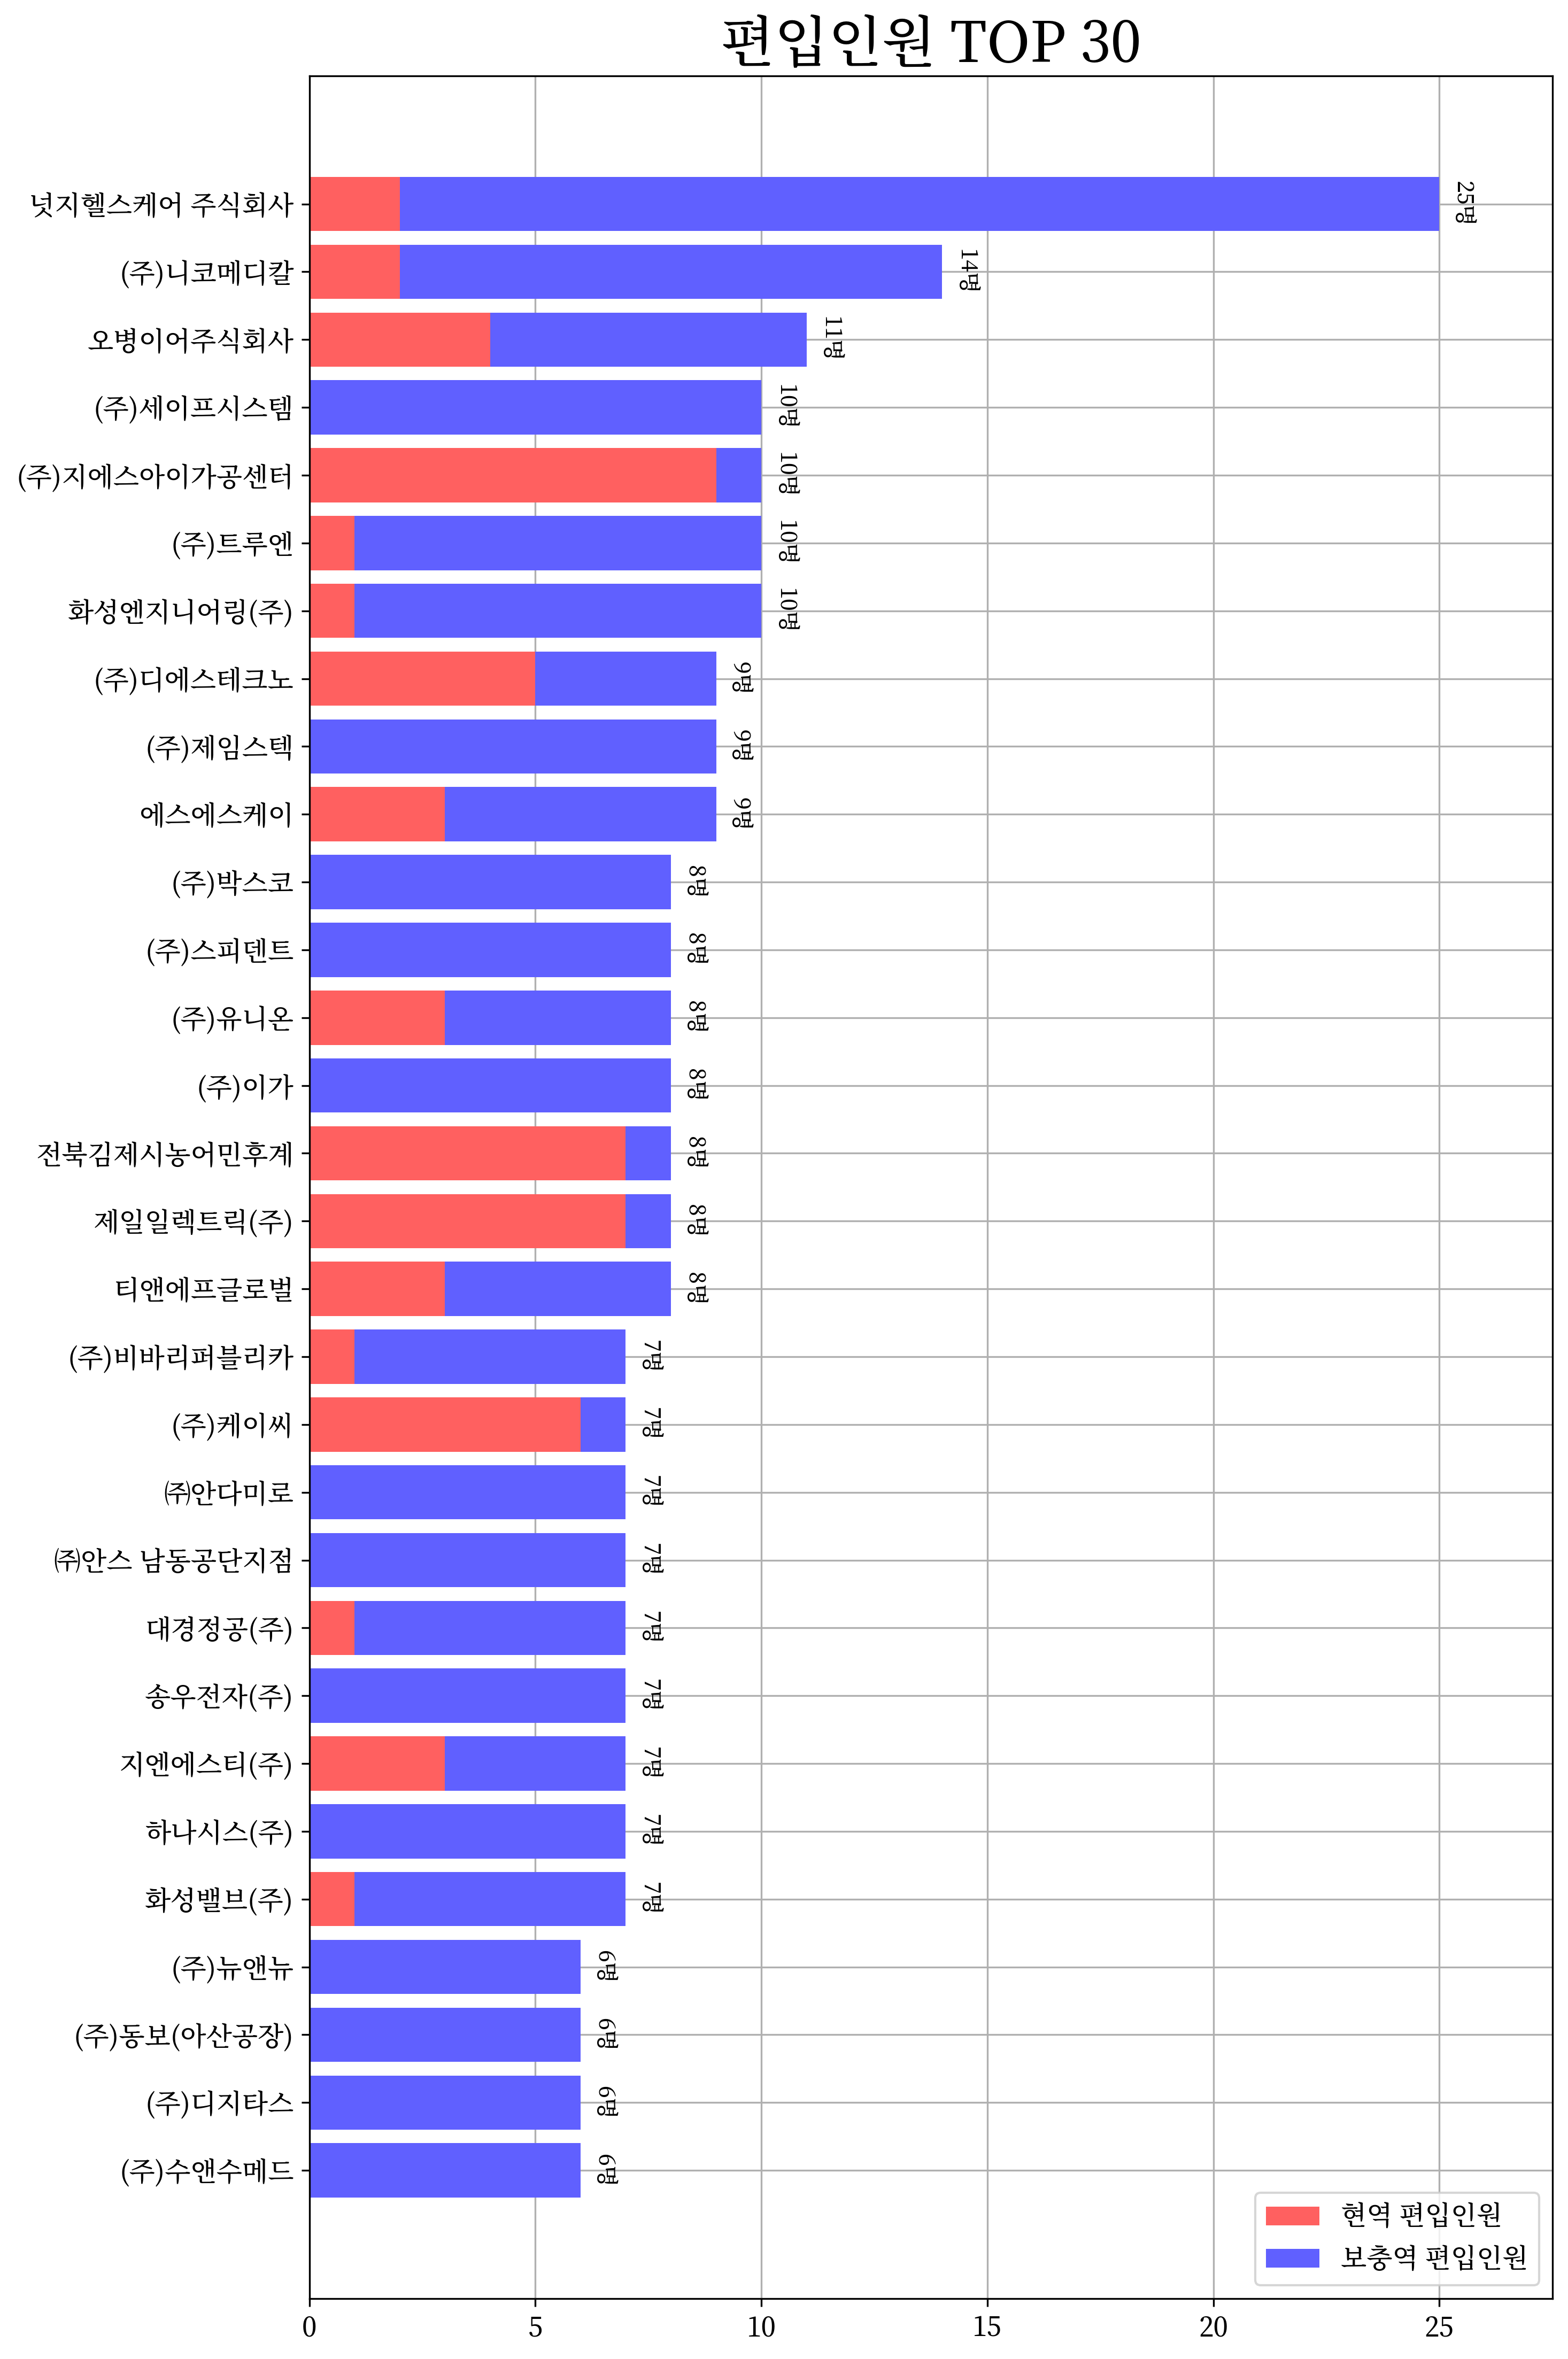 편입인원 TOP 30
넛지헬스케어 주식회사 25명
(주)니코메디칼 14명
오병이어주식회사 11명
(주)세이프시스템 10명
(주)지에스아이가공센터 10명
(주)트루엔 10명
화성엔지니어링(주) 10명
(주)디에스테크노 9명
(주)제임스텍 9명
에스에스케이 9명
(주)박스코 8명
(주)스피덴트 8명
(주)유니온 8명
(주)이가 8명
전북김제시농어민후계 8명
제일일렉트릭(주) 8명
티앤에프글로벌 8명
(주)비바리퍼블리카 7명
(주)케이씨 7명
㈜안다미로 7명
㈜안스 남동공단지점 7명
대경정공(주) 7명
송우전자(주) 7명
지엔에스티(주) 7명
하나시스(주) 7명
화성밸브(주) 7명
(주)뉴앤뉴 6명
(주)동보(아산공장) 6명
(주)디지타스 6명
(주)수앤수메드 6명
현역 편입인원
보충역 편입인원
0 5 10 15 20 25